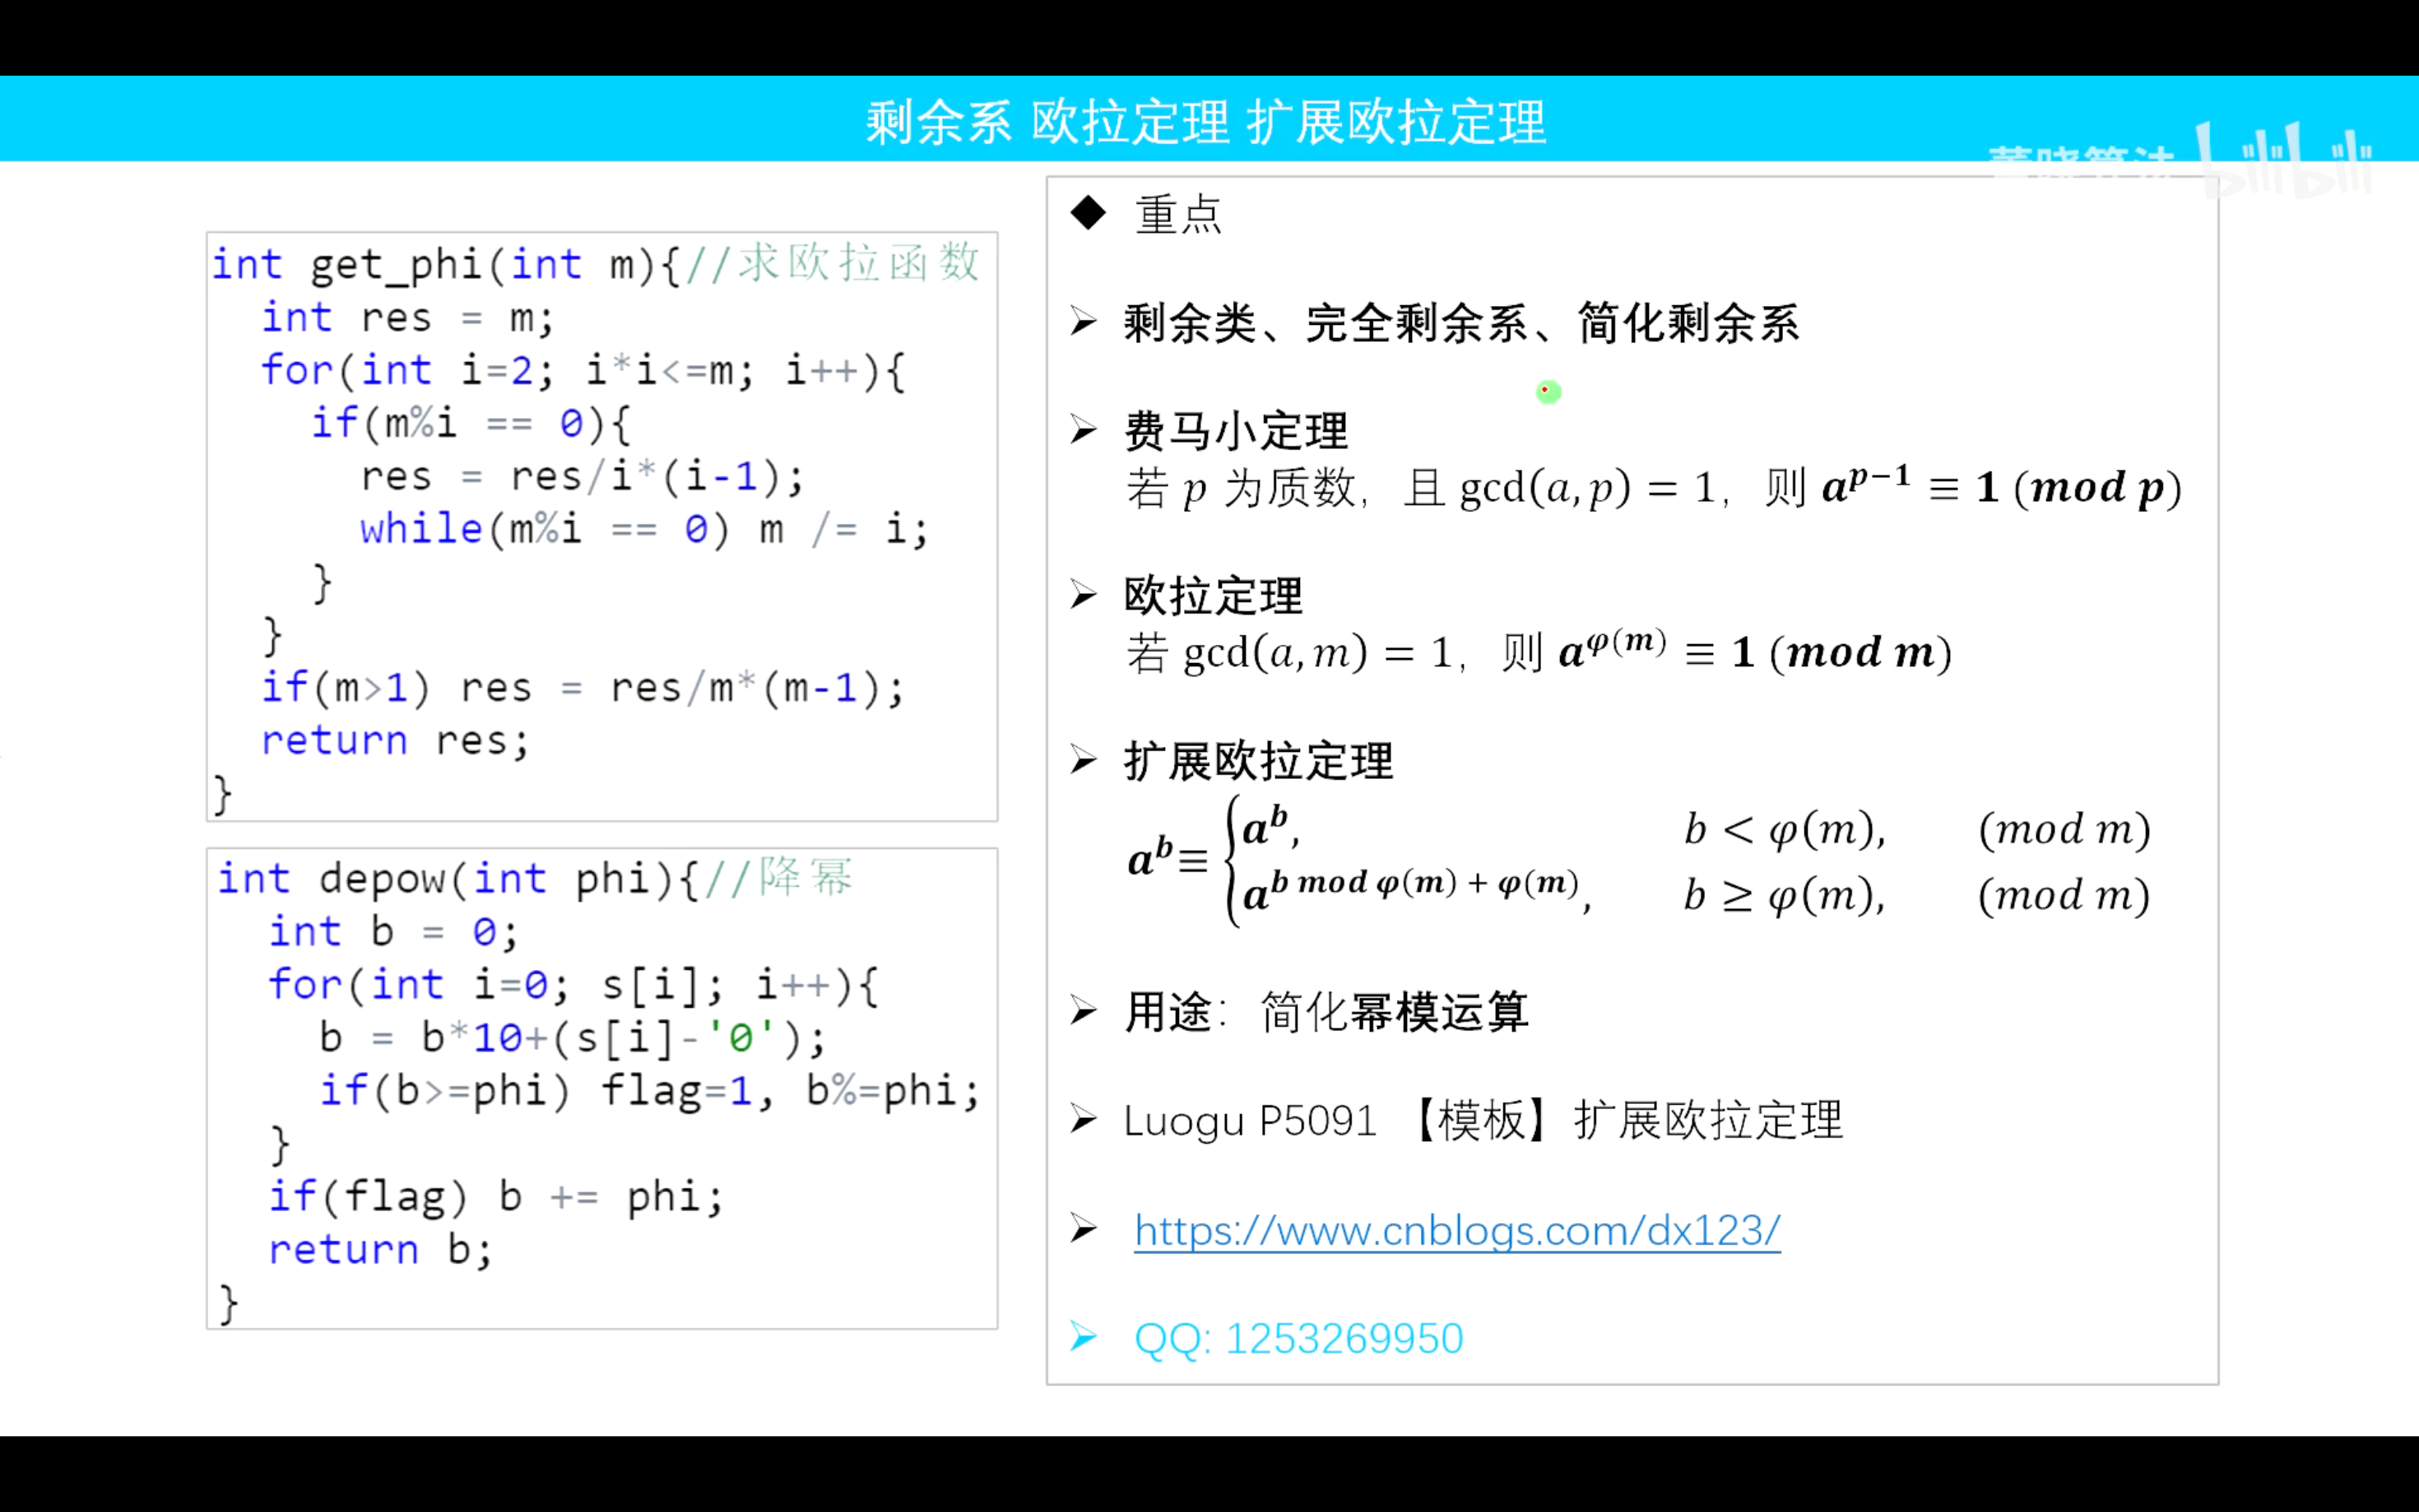 剩余系 欧拉定理 扩展欧拉定理
bilibili
int get_phi(int m){//求欧拉函数
  int res = m;
  for(int i=2; i*i<=m; i++){
    if(m%i == 0){
      res = res/i*(i-1);
      while(m%i == 0) m /= i;
    }
  }
  if(m>1) res = res/m*(m-1);
  return res;
}
int depow(int phi){//降幂
  int b = 0;
  for(int i=0; s[i]; i++){
    b = b*10+(s[i]-'0');
    if(b>=phi) flag=1, b%=phi;
  }
  if(flag) b += phi;
  return b;
}
◆ 重点
➢ 剩余类、完全剩余系、简化剩余系
➢ 费马小定理
若 p 为质数，且 gcd(a,p) = 1，则 a^{p−1} ≡ 1 (mod p)
➢ 欧拉定理
若 gcd(a,m) = 1，则 a^{φ(m)} ≡ 1 (mod m)
➢ 扩展欧拉定理
a^b ≡ { a^b, b < φ(m), (mod m)
a^{b mod φ(m) + φ(m)}, b ≥ φ(m), (mod m)
➢ 用途：简化幂模运算
➢ Luogu P5091 【模板】扩展欧拉定理
➢ https://www.cnblogs.com/dx123/
➢ QQ: 1253269950